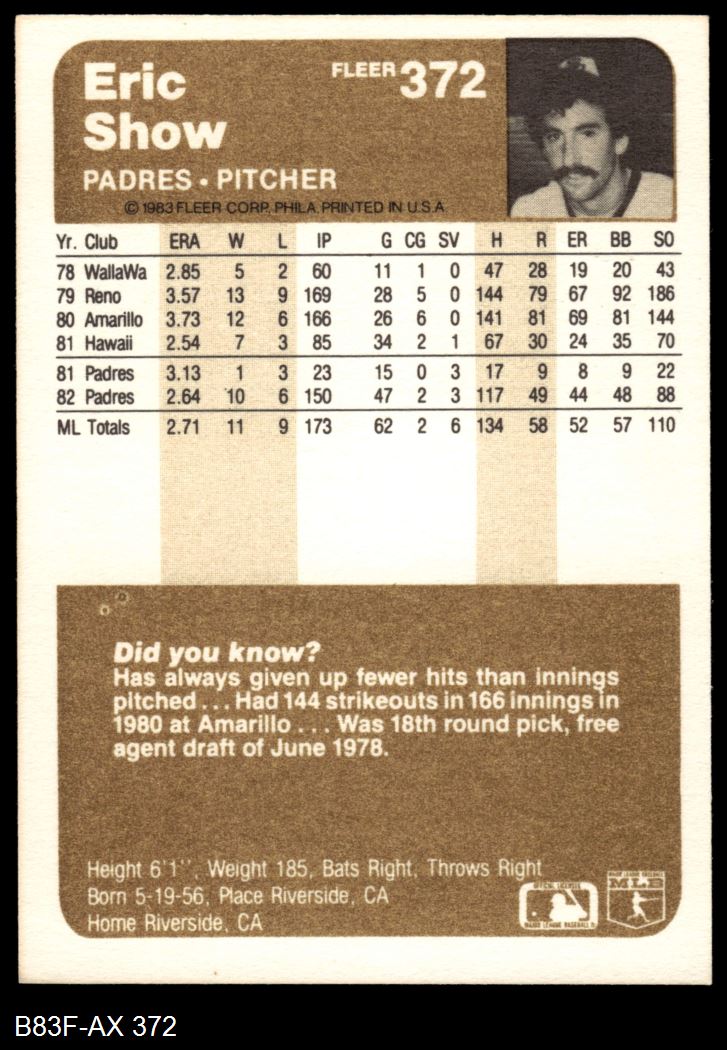 Eric
Show
FLEER 372
PADRES • PITCHER
© 1983 FLEER CORP. PHILA. PRINTED IN U.S.A
Yr. Club ERA W L IP G CG SV H R ER BB SO
78 WallaWa 2.85 5 2 60 11 1 0 47 28 19 20 43
79 Reno 3.57 13 9 169 28 5 0 144 79 67 92 186
80 Amarillo 3.73 12 6 166 26 6 0 141 81 69 81 144
81 Hawaii 2.54 7 3 85 34 2 1 67 30 24 35 70
81 Padres 3.13 1 3 23 15 0 3 17 9 8 9 22
82 Padres 2.64 10 6 150 47 2 3 117 49 44 48 88
ML Totals 2.71 11 9 173 62 2 6 134 58 52 57 110
Did you know?
Has always given up fewer hits than innings
pitched . . . Had 144 strikeouts in 166 innings in
1980 at Amarillo . . . Was 18th round pick, free
agent draft of June 1978.
Height 6'1'', Weight 185, Bats Right, Throws Right
Born 5-19-56, Place Riverside, CA
Home Riverside, CA
OFFICIAL LICENSEE
MAJOR LEAGUE BASEBALL
B83F-AX 372